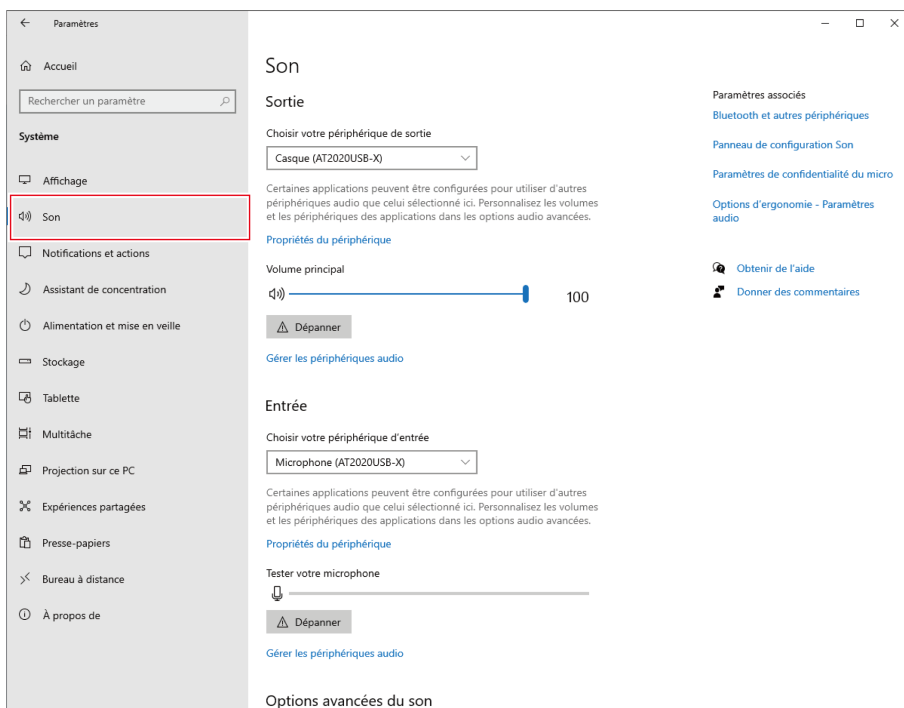 Paramètres
Accueil
Rechercher un paramètre
Système
Affichage
Son
Notifications et actions
Assistant de concentration
Alimentation et mise en veille
Stockage
Tablette
Multitâche
Projection sur ce PC
Expériences partagées
Presse-papiers
Bureau à distance
À propos de
Son
Sortie
Choisir votre périphérique de sortie
Casque (AT2020USB-X)
Certaines applications peuvent être configurées pour utiliser d'autres
périphériques audio que celui sélectionné ici. Personnalisez les volumes
et les périphériques des applications dans les options audio avancées.
Propriétés du périphérique
Volume principal
100
Dépanner
Gérer les périphériques audio
Entrée
Choisir votre périphérique d'entrée
Microphone (AT2020USB-X)
Certaines applications peuvent être configurées pour utiliser d'autres
périphériques audio que celui sélectionné ici. Personnalisez les volumes
et les périphériques des applications dans les options audio avancées.
Propriétés du périphérique
Tester votre microphone
Dépanner
Gérer les périphériques audio
Options avancées du son
Paramètres associés
Bluetooth et autres périphériques
Panneau de configuration Son
Paramètres de confidentialité du micro
Options d'ergonomie - Paramètres
audio
Obtenir de l'aide
Donner des commentaires